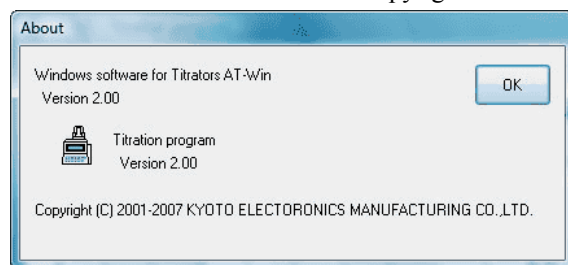 About
Windows software for Titrators AT-Win
Version 2.00
OK
Titration program
Version 2.00
Copyright (C) 2001-2007 KYOTO ELECTORONICS MANUFACTURING CO.,LTD.